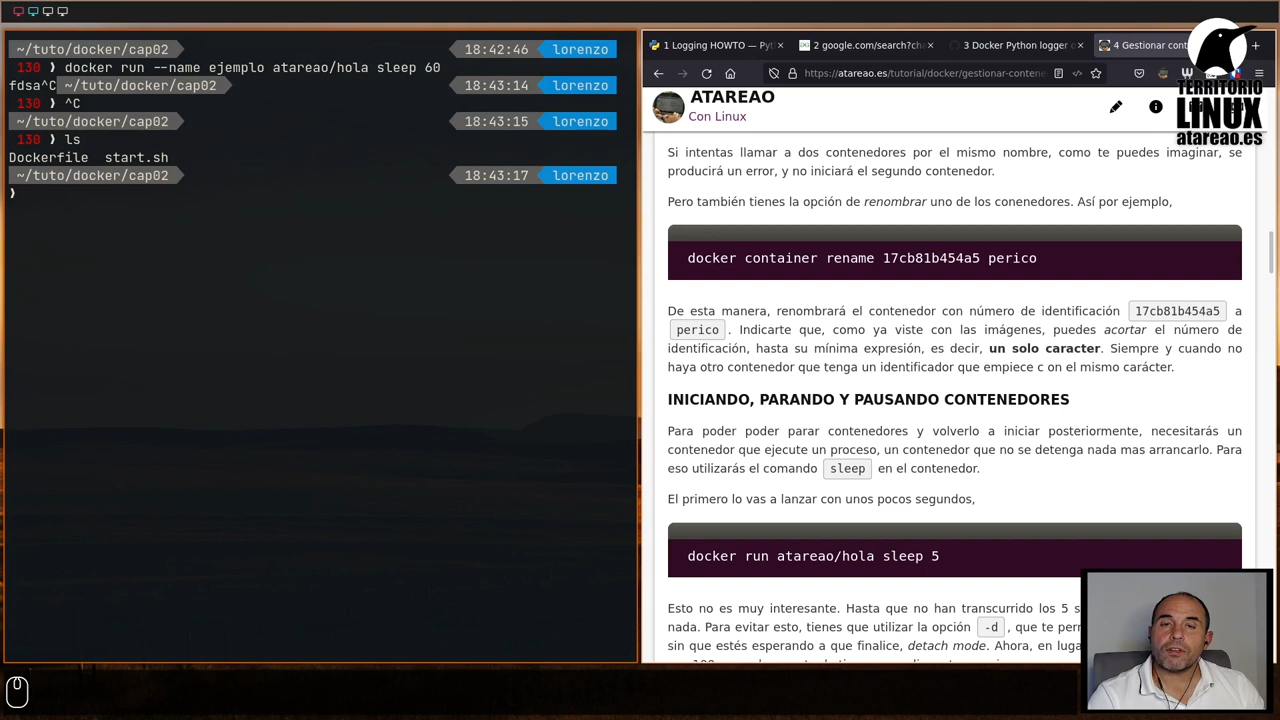 ~/tuto/docker/cap02 18:42:46 lorenzo
130 ❯ docker run --name ejemplo atareao/hola sleep 60
fdsa^C ~/tuto/docker/cap02 18:43:14 lorenzo
130 ❯ ^C
~/tuto/docker/cap02 18:43:15 lorenzo
130 ❯ ls
Dockerfile start.sh
~/tuto/docker/cap02 18:43:17 lorenzo
❯
1 Logging HOWTO — Pyt
2 google.com/search?cha
3 Docker Python logger o
4 Gestionar cont
https://atareao.es/tutorial/docker/gestionar-contene
TERRITORIO
LINUX
atareao.es
ATAREAO
Con Linux
Si intentas llamar a dos contenedores por el mismo nombre, como te puedes imaginar, se
producirá un error, y no iniciará el segundo contenedor.
Pero también tienes la opción de renombrar uno de los conenedores. Así por ejemplo,
docker container rename 17cb81b454a5 perico
De esta manera, renombrará el contenedor con número de identificación 17cb81b454a5 a
perico . Indicarte que, como ya viste con las imágenes, puedes acortar el número de
identificación, hasta su mínima expresión, es decir, un solo caracter. Siempre y cuando no
haya otro contenedor que tenga un identificador que empiece c on el mismo carácter.
INICIANDO, PARANDO Y PAUSANDO CONTENEDORES
Para poder poder parar contenedores y volverlo a iniciar posteriormente, necesitarás un
contenedor que ejecute un proceso, un contenedor que no se detenga nada mas arrancarlo. Para
eso utilizarás el comando sleep en el contenedor.
El primero lo vas a lanzar con unos pocos segundos,
docker run atareao/hola sleep 5
Esto no es muy interesante. Hasta que no han transcurrido los 5 s
nada. Para evitar esto, tienes que utilizar la opción -d , que te perm
sin que estés esperando a que finalice, detach mode. Ahora, en luga